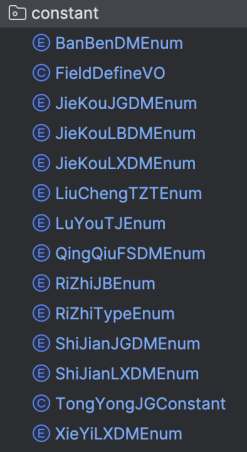 constant
E BanBenDMEnum
C FieldDefineVO
E JieKouJGDMEnum
E JieKouLBDMEnum
E JieKouLXDMEnum
E LiuChengTZTEnum
E LuYouTJEnum
E QingQiuFSDMEnum
E RiZhiJBEnum
E RiZhiTypeEnum
E ShiJianJGDMEnum
E ShiJianLXDMEnum
C TongYongJGConstant
E XieYiLXDMEnum